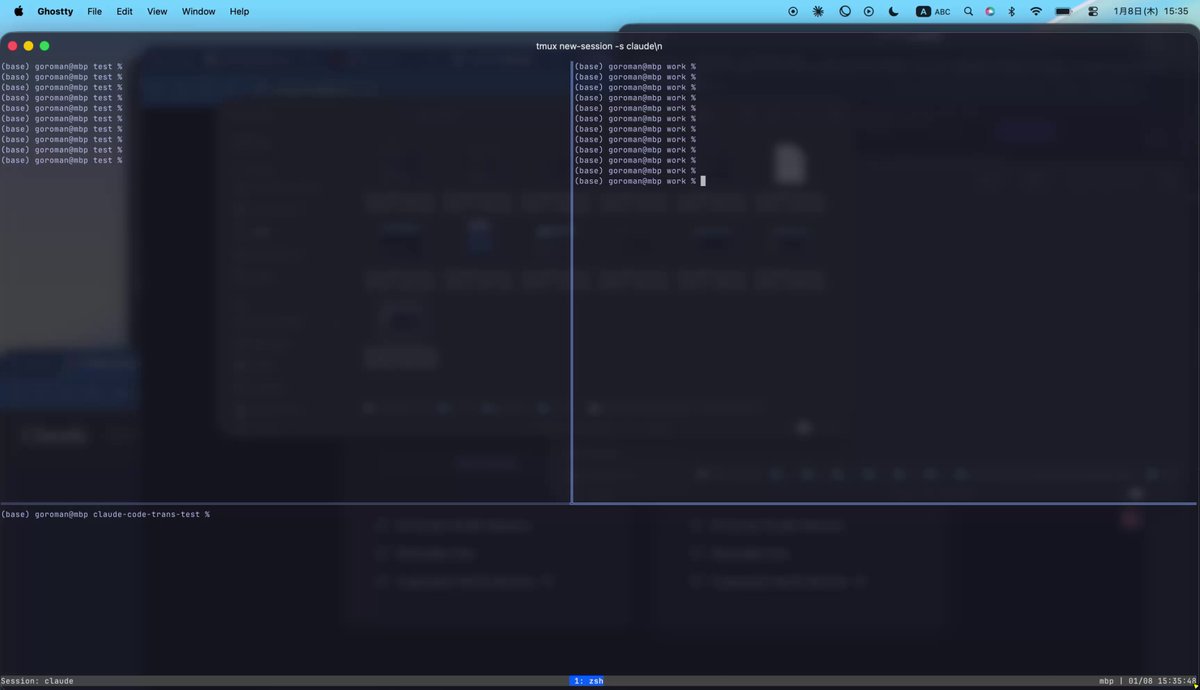 Ghostty File Edit View Window Help A ABC 1月8日(木) 15:35
tmux new-session -s claude\n
(base) goroman@mbp test %
(base) goroman@mbp test %
(base) goroman@mbp test %
(base) goroman@mbp test %
(base) goroman@mbp test %
(base) goroman@mbp test %
(base) goroman@mbp test %
(base) goroman@mbp test %
(base) goroman@mbp test %
(base) goroman@mbp test %
(base) goroman@mbp work %
(base) goroman@mbp work %
(base) goroman@mbp work %
(base) goroman@mbp work %
(base) goroman@mbp work %
(base) goroman@mbp work %
(base) goroman@mbp work %
(base) goroman@mbp work %
(base) goroman@mbp work %
(base) goroman@mbp work %
(base) goroman@mbp work %
(base) goroman@mbp work %
(base) goroman@mbp claude-code-trans-test %
Session: claude 1: zsh mbp | 01/08 15:35:40